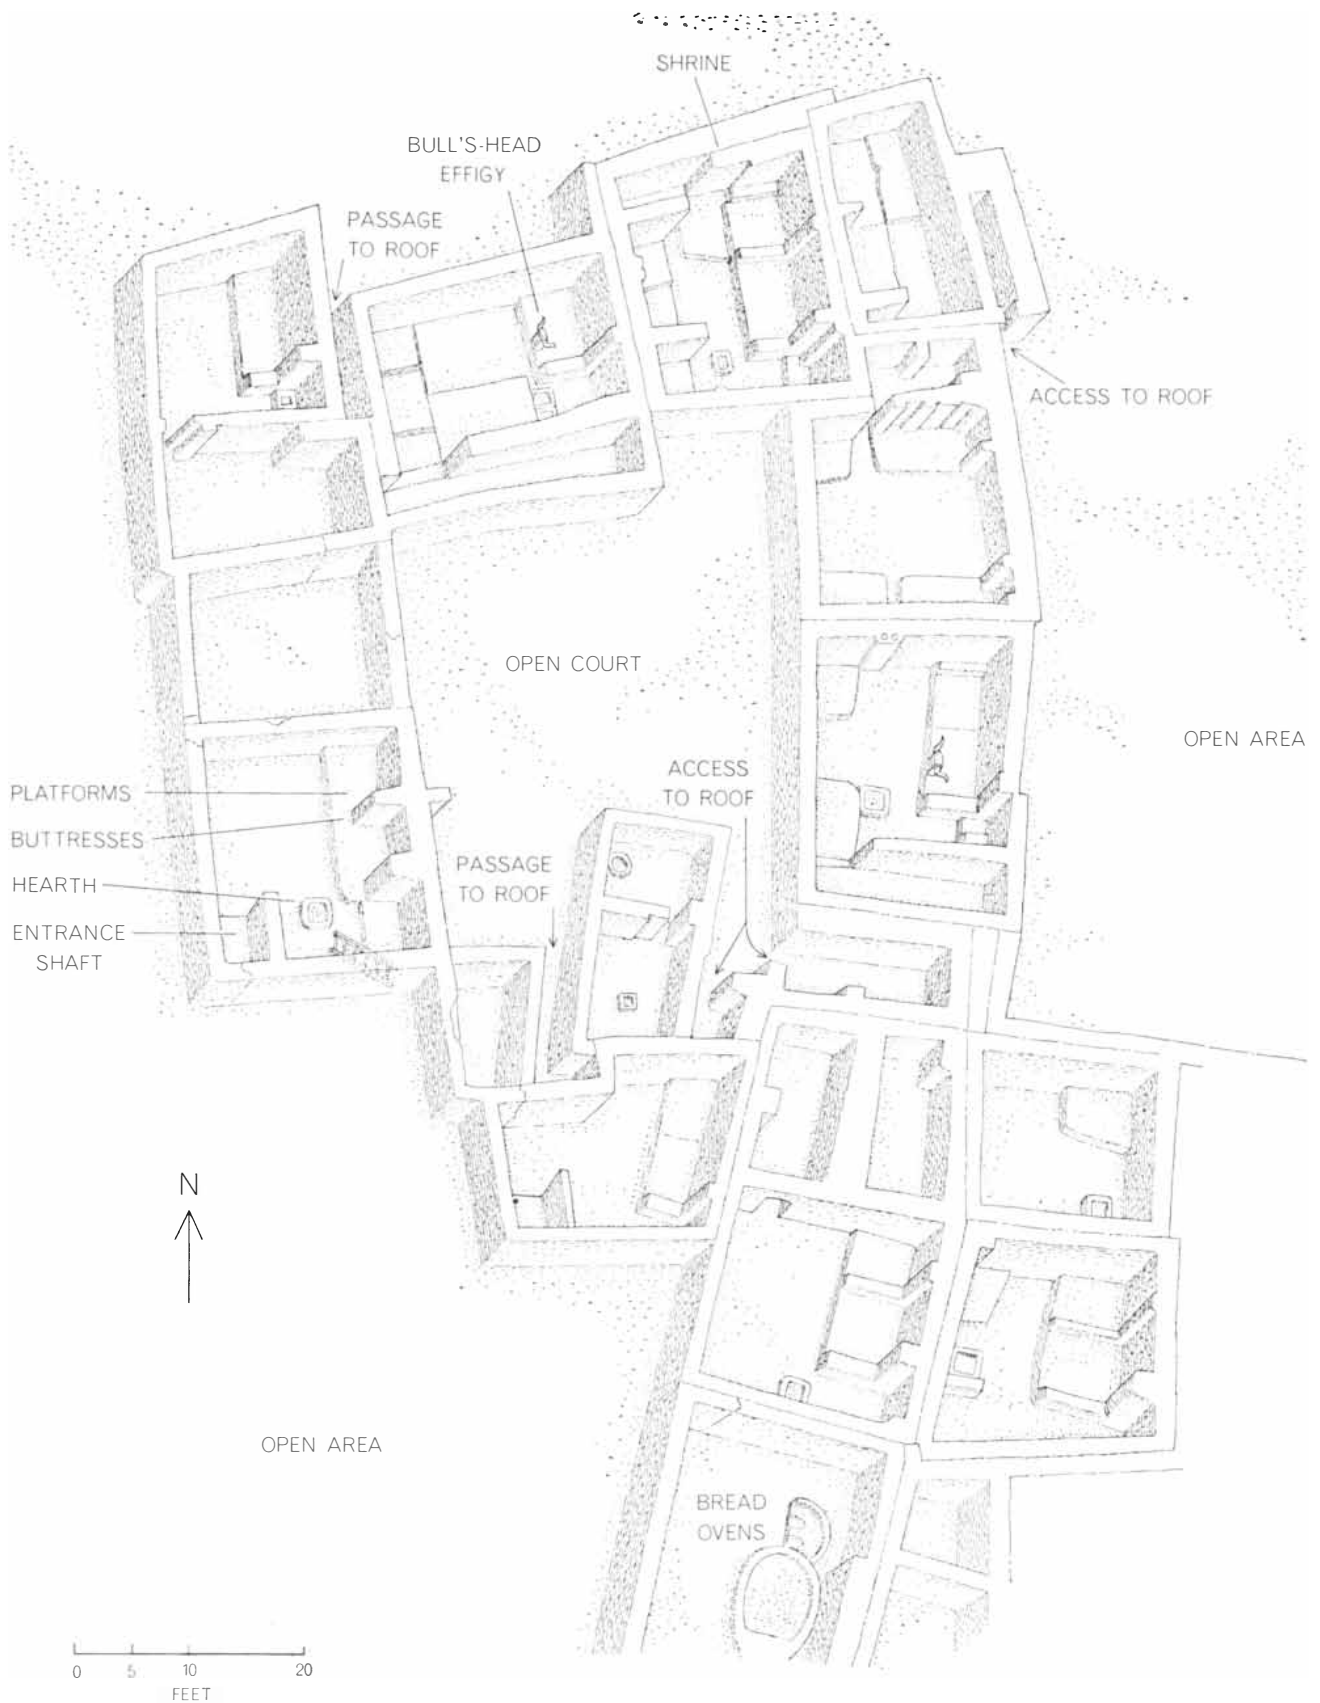 SHRINE
BULL'S-HEAD
EFFIGY
PASSAGE
TO ROOF
ACCESS TO ROOF
OPEN COURT
OPEN AREA
ACCESS
TO ROOF
PLATFORMS
BUTTRESSES
HEARTH
ENTRANCE
SHAFT
PASSAGE
TO ROOF
N
OPEN AREA
BREAD
OVENS
0 5 10 20
FEET